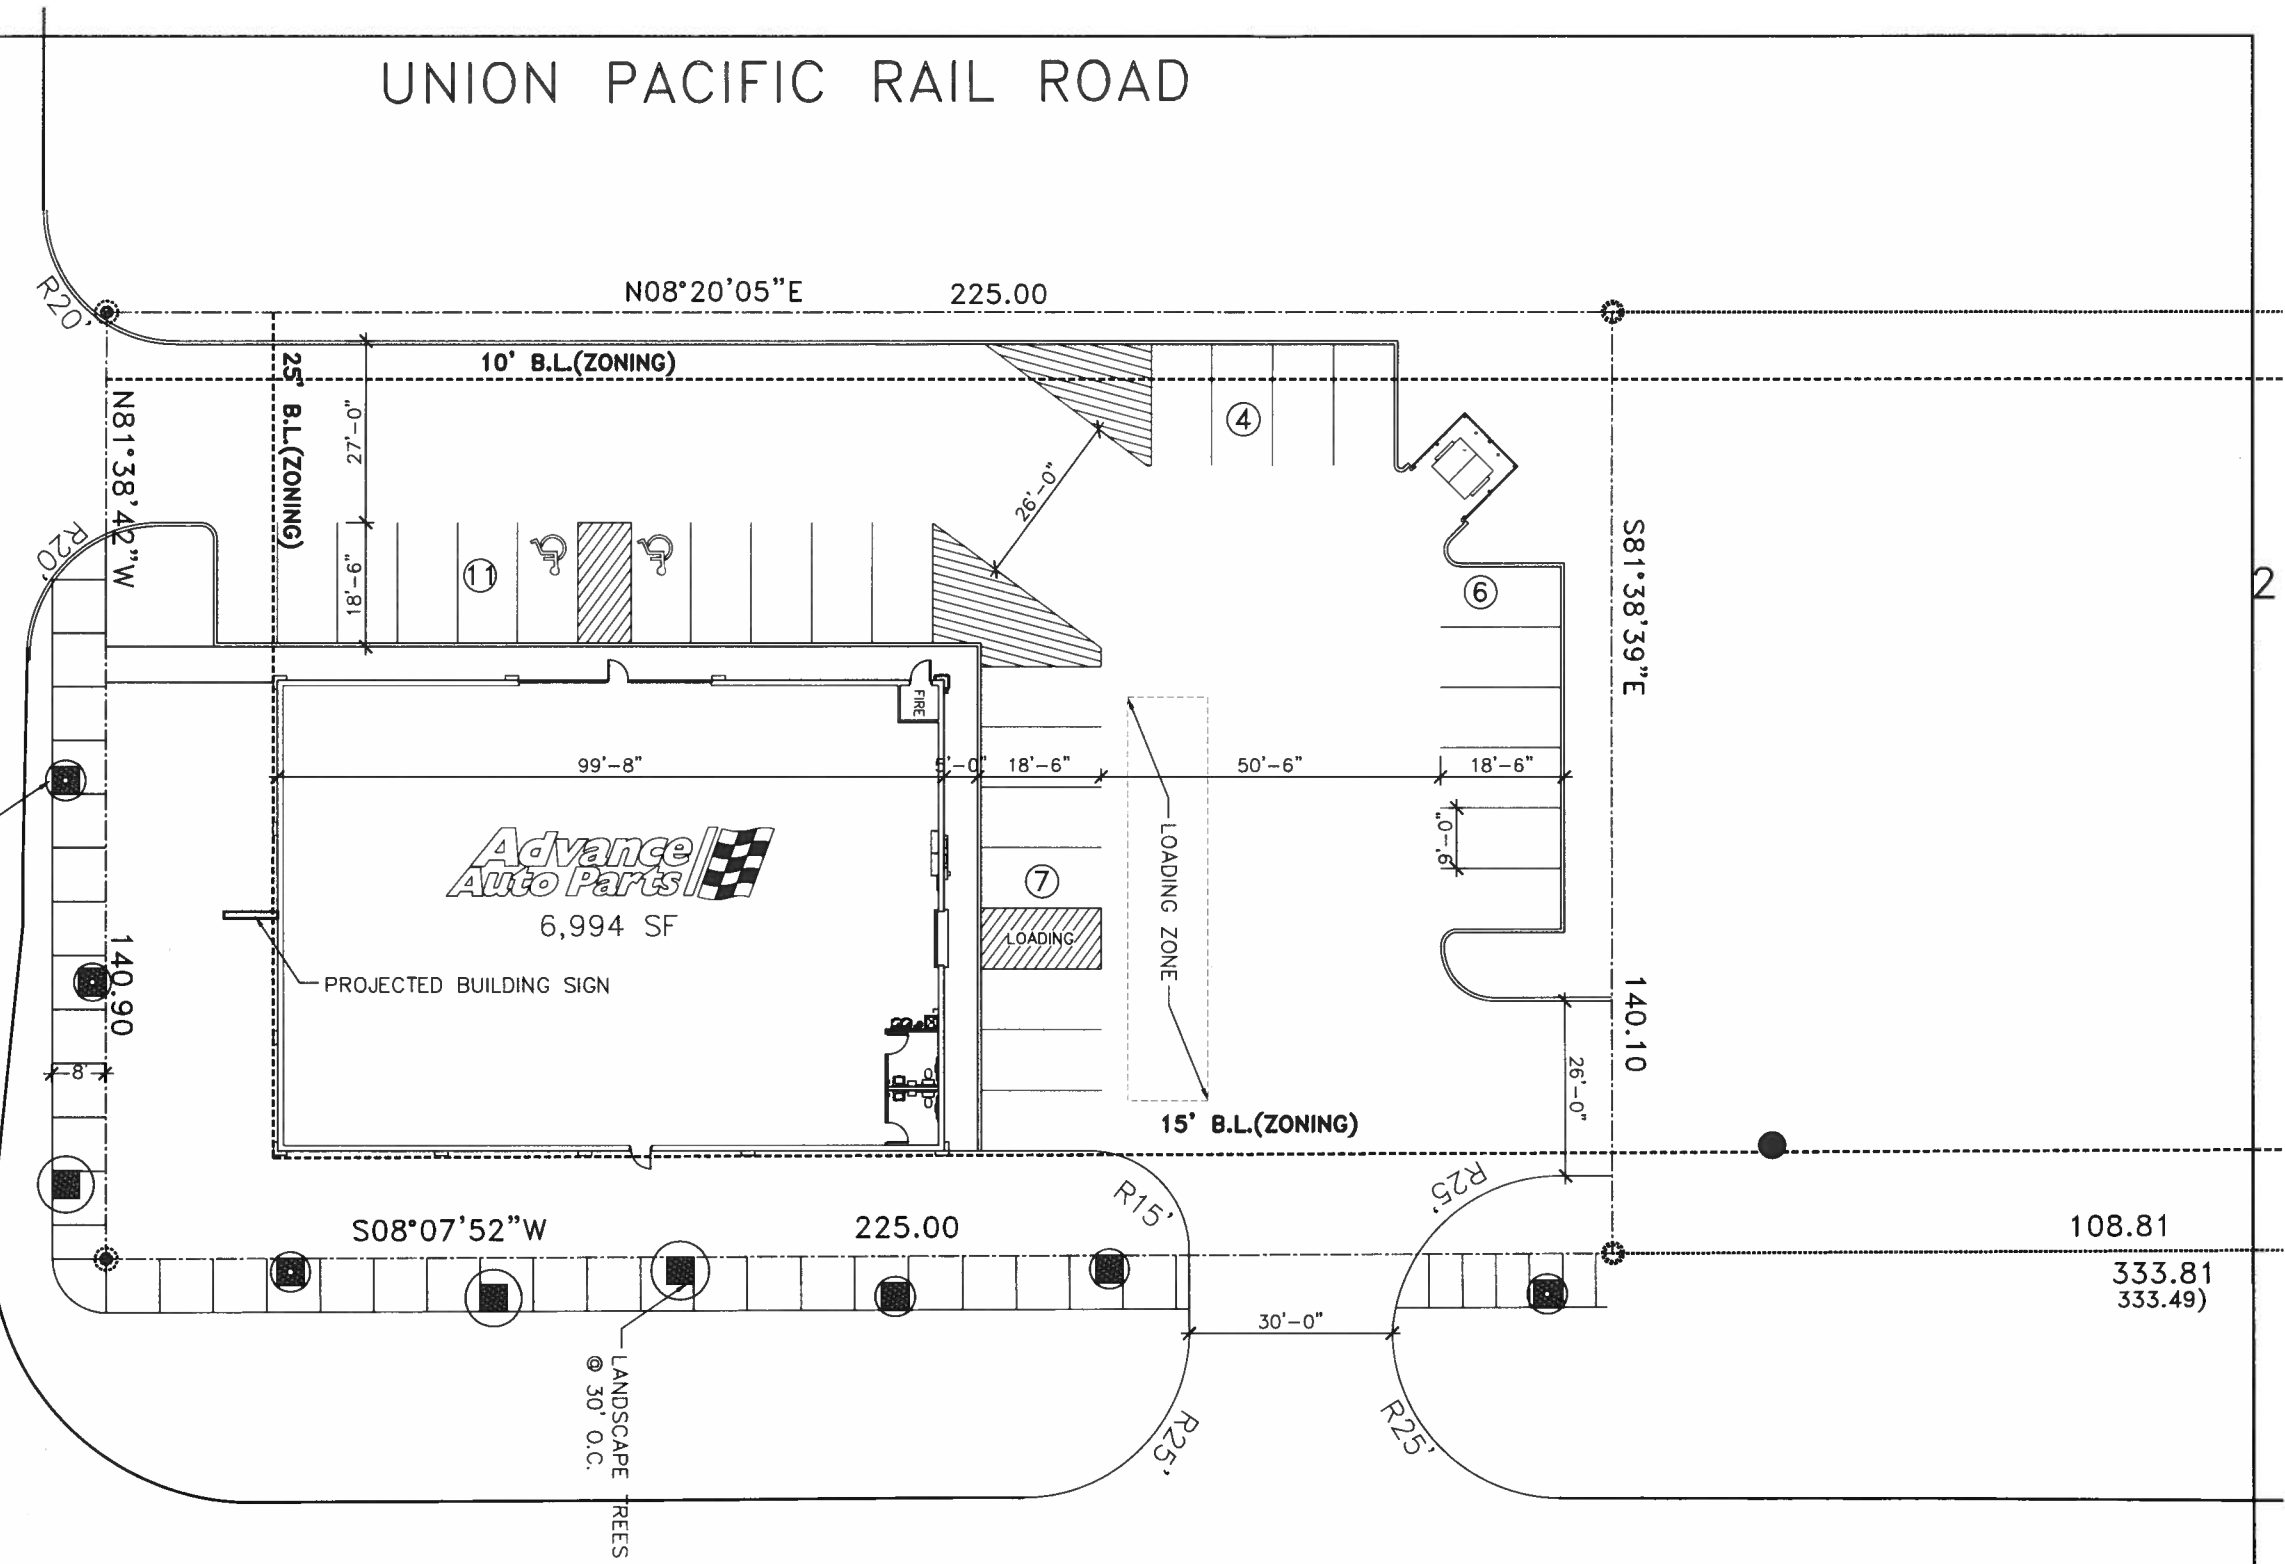 UNION PACIFIC RAIL ROAD
N08°20'05"E
225.00
R20'
10' B.L.(ZONING)
25' B.L.(ZONING)
N81°38'42"W
27'-0"
4
26'-0"
R20'
18'-6"
11
6
S81°38'39"E
2
FIRE
99'-8"
5'-0"
18'-6"
50'-6"
18'-6"
9'-0"
Advance
Auto Parts
6,994 SF
7
LOADING
LOADING ZONE
PROJECTED BUILDING SIGN
140.90
140.10
8'
26'-0"
15' B.L.(ZONING)
R15'
R25'
S08°07'52"W
225.00
108.81
333.81
333.49)
30'-0"
LANDSCAPE TREES
@ 30' O.C.
R25'
R25'